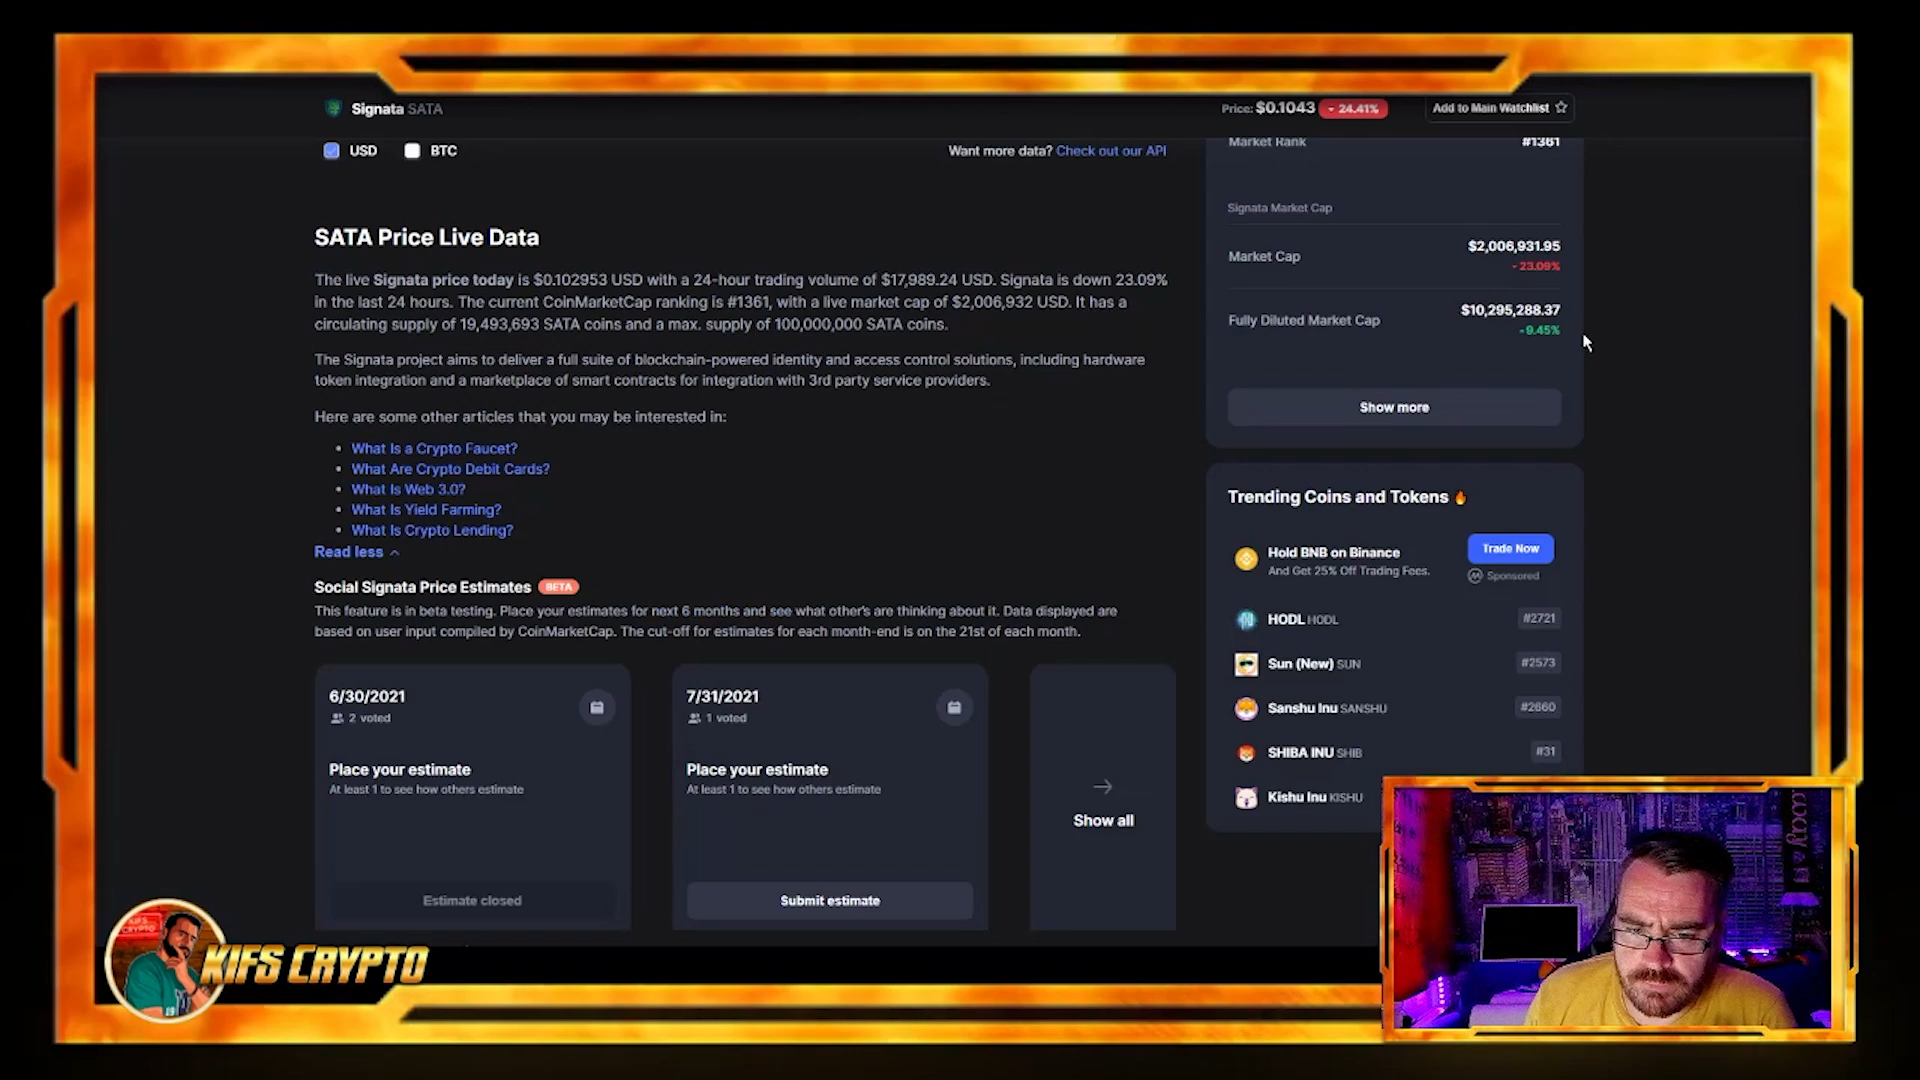 Signata SATA
Price: $0.1043 24.41%
Add to Main Watchlist
USD BTC
Want more data? Check out our API
Market Rank #1361
Signata Market Cap
Market Cap $2,006,931.95
23.09%
Fully Diluted Market Cap $10,295,288.37
9.45%
Show more
SATA Price Live Data
The live Signata price today is $0.102953 USD with a 24-hour trading volume of $17,989.24 USD. Signata is down 23.09%
in the last 24 hours. The current CoinMarketCap ranking is #1361, with a live market cap of $2,006,932 USD. It has a
circulating supply of 19,493,693 SATA coins and a max. supply of 100,000,000 SATA coins.
The Signata project aims to deliver a full suite of blockchain-powered identity and access control solutions, including hardware
token integration and a marketplace of smart contracts for integration with 3rd party service providers.
Here are some other articles that you may be interested in:
• What Is a Crypto Faucet?
• What Are Crypto Debit Cards?
• What Is Web 3.0?
• What Is Yield Farming?
• What Is Crypto Lending?
Read less
Social Signata Price Estimates BETA
This feature is in beta testing. Place your estimates for next 6 months and see what other's are thinking about it. Data displayed are
based on user input compiled by CoinMarketCap. The cut-off for estimates for each month-end is on the 21st of each month.
6/30/2021
2 voted
Place your estimate
At least 1 to see how others estimate
Estimate closed
7/31/2021
1 voted
Place your estimate
At least 1 to see how others estimate
Submit estimate
Show all
Trending Coins and Tokens
Hold BNB on Binance
And Get 25% Off Trading Fees.
Trade Now
Sponsored
HODL HODL #2721
Sun (New) SUN #2573
Sanshu Inu SANSHU #2660
SHIBA INU SHIB #31
Kishu Inu KISHU
KIFS CRYPTO